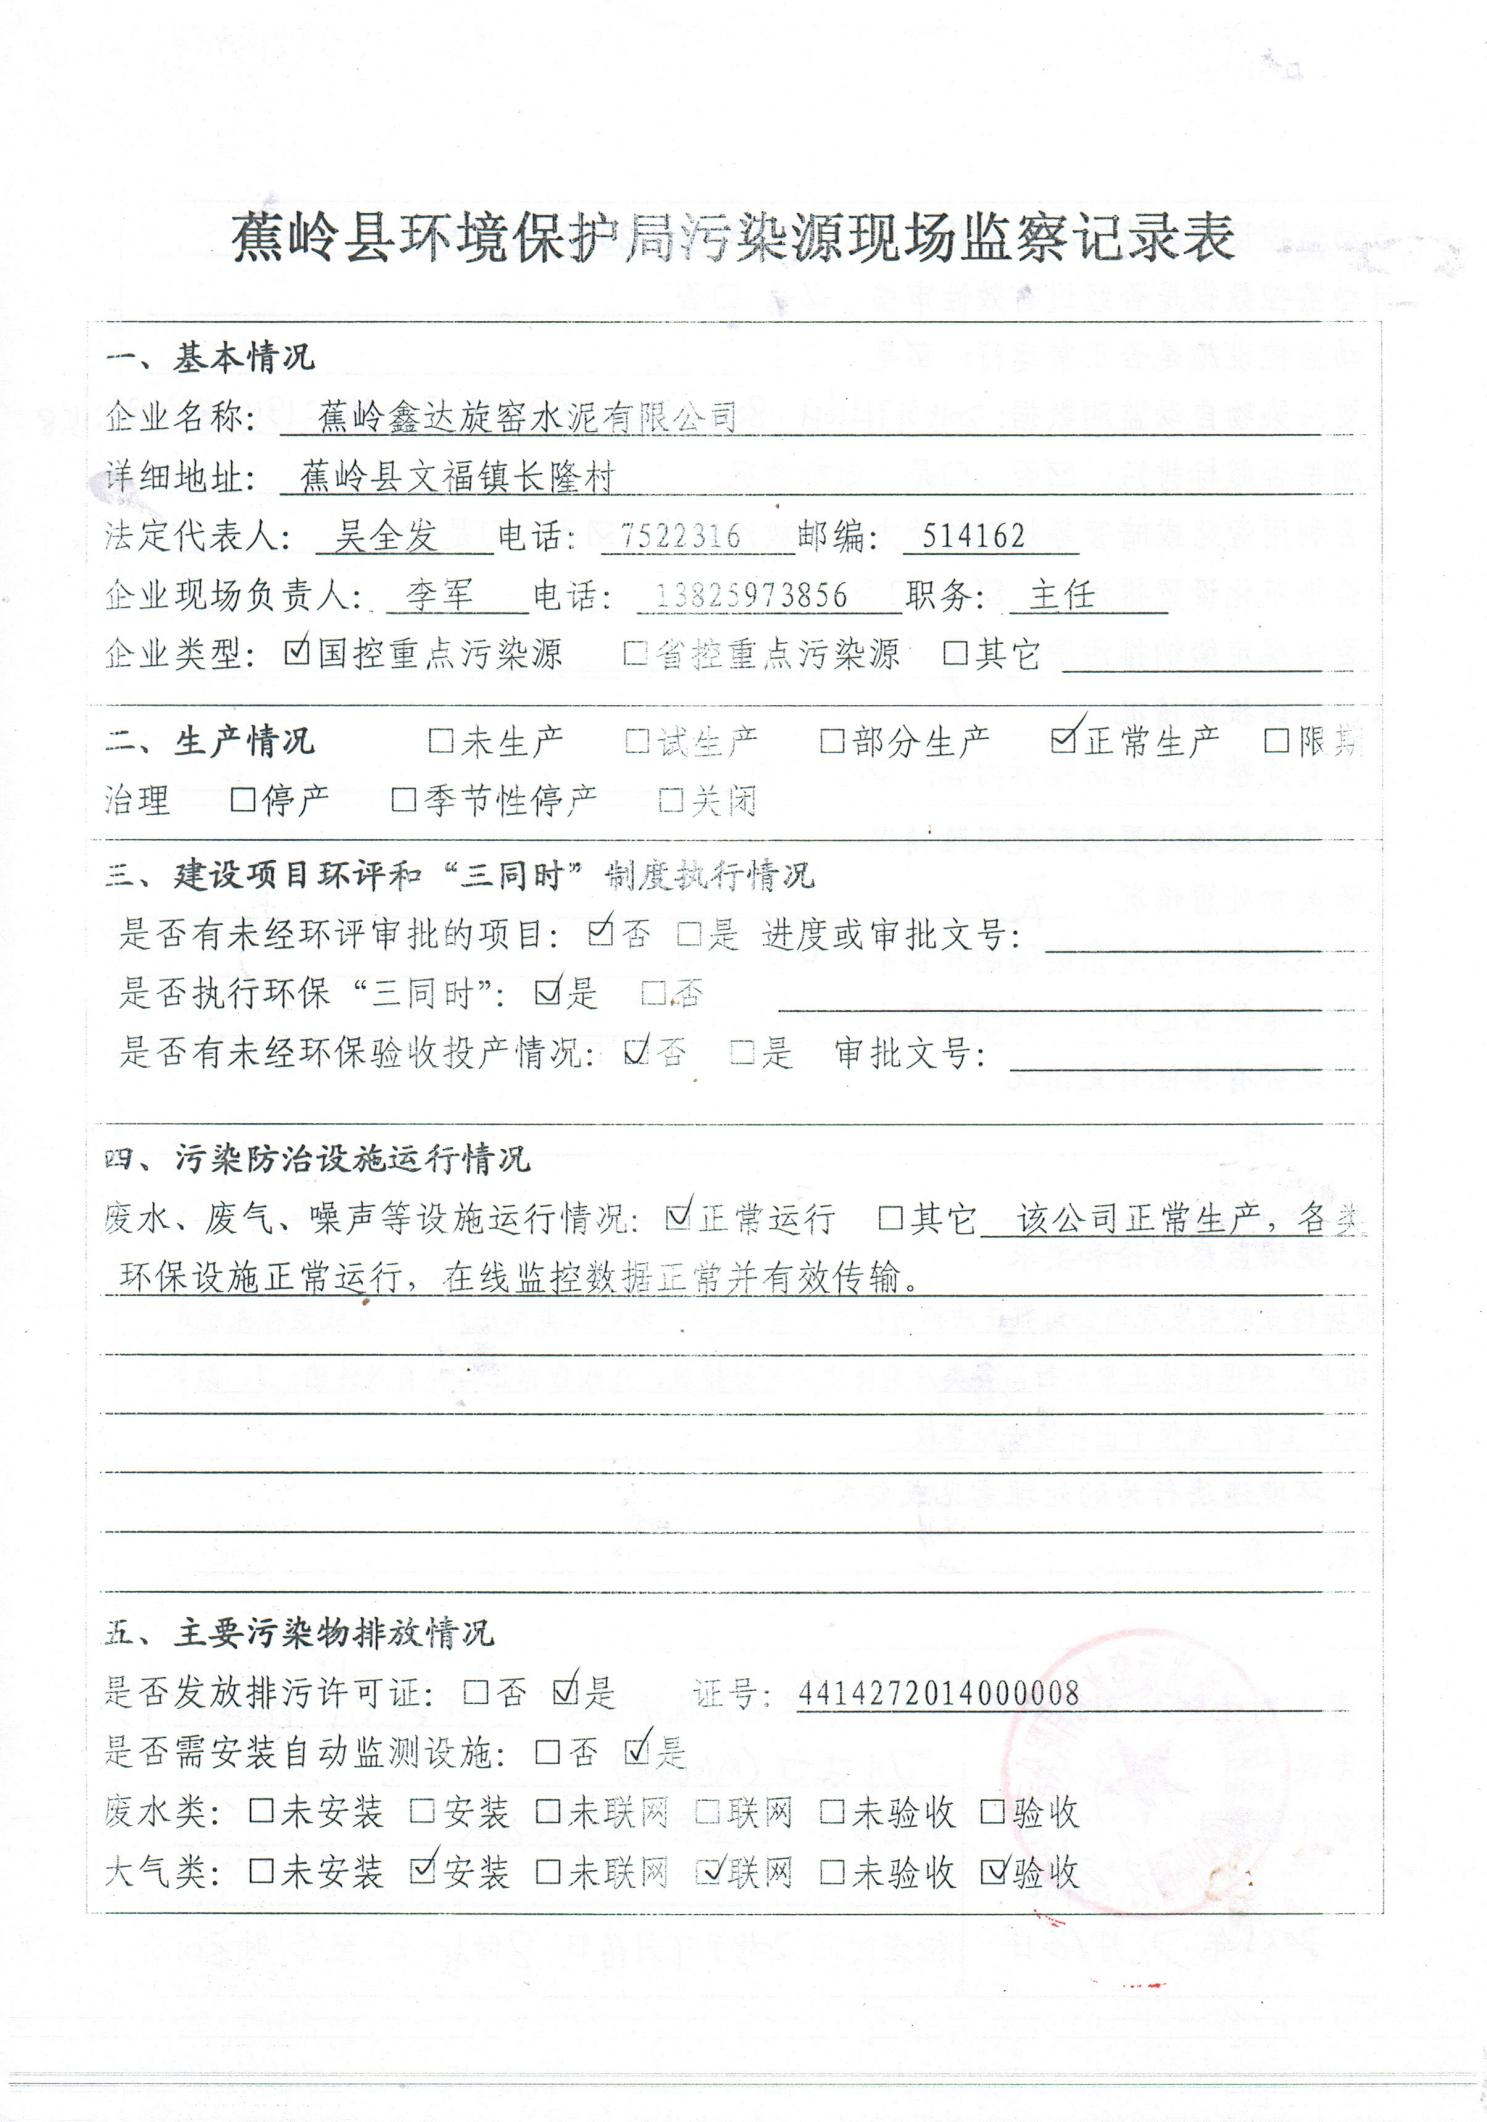 蕉岭县环境保护局污染源现场监察记录表
一、基本情况
企业名称： 蕉岭鑫达旋窑水泥有限公司
详细地址： 蕉岭县文福镇长隆村
法定代表人： 吴全发 电话： 7522316 邮编： 514162
企业现场负责人： 李军 电话： 13825973856 职务： 主任
企业类型：☑国控重点污染源 □省控重点污染源 □其它
二、生产情况 □未生产 □试生产 □部分生产 ☑正常生产 □限期
治理 □停产 □季节性停产 □关闭
三、建设项目环评和“三同时”制度执行情况
是否有未经环评审批的项目：☑否 □是 进度或审批文号：
是否执行环保“三同时”：☑是 □否
是否有未经环保验收投产情况：☑否 □是 审批文号：
四、污染防治设施运行情况
废水、废气、噪声等设施运行情况：☑正常运行 □其它 该公司正常生产，各类
环保设施正常运行，在线监控数据正常并有效传输。
五、主要污染物排放情况
是否发放排污许可证：□否 ☑是 证号：4414272014000008
是否需安装自动监测设施：□否 ☑是
废水类：□未安装 □安装 □未联网 □联网 □未验收 □验收
大气类：□未安装 ☑安装 □未联网 ☑联网 □未验收 ☑验收